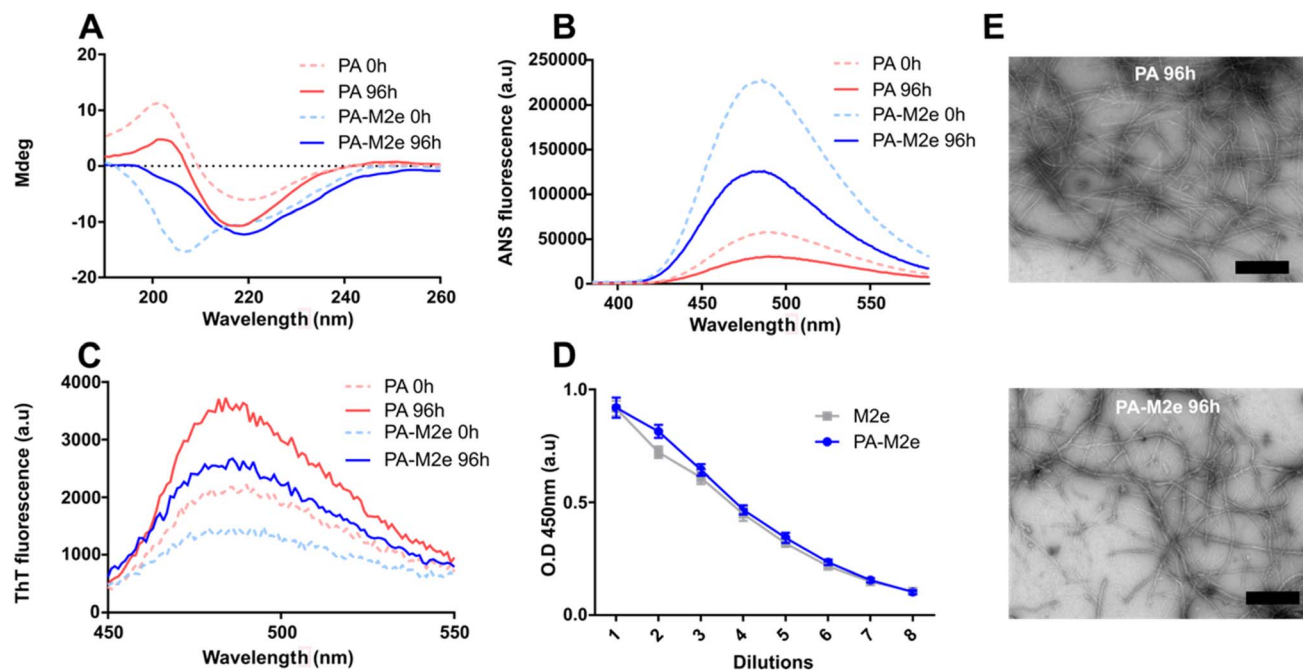 A
Mdeg
20
10
0
-10
-20
200
220
240
260
Wavelength (nm)
PA 0h
PA 96h
PA-M2e 0h
PA-M2e 96h
B
ANS fluorescence (a.u)
250000
200000
150000
100000
50000
0
400
450
500
550
Wavelength (nm)
PA 0h
PA 96h
PA-M2e 0h
PA-M2e 96h
E
PA 96h
C
ThT fluorescence (a.u)
4000
3000
2000
1000
0
450
500
550
Wavelength (nm)
PA 0h
PA 96h
PA-M2e 0h
PA-M2e 96h
D
O.D 450nm (a.u)
1.0
0.5
0.0
1
2
3
4
5
6
7
8
Dilutions
M2e
PA-M2e
PA-M2e 96h